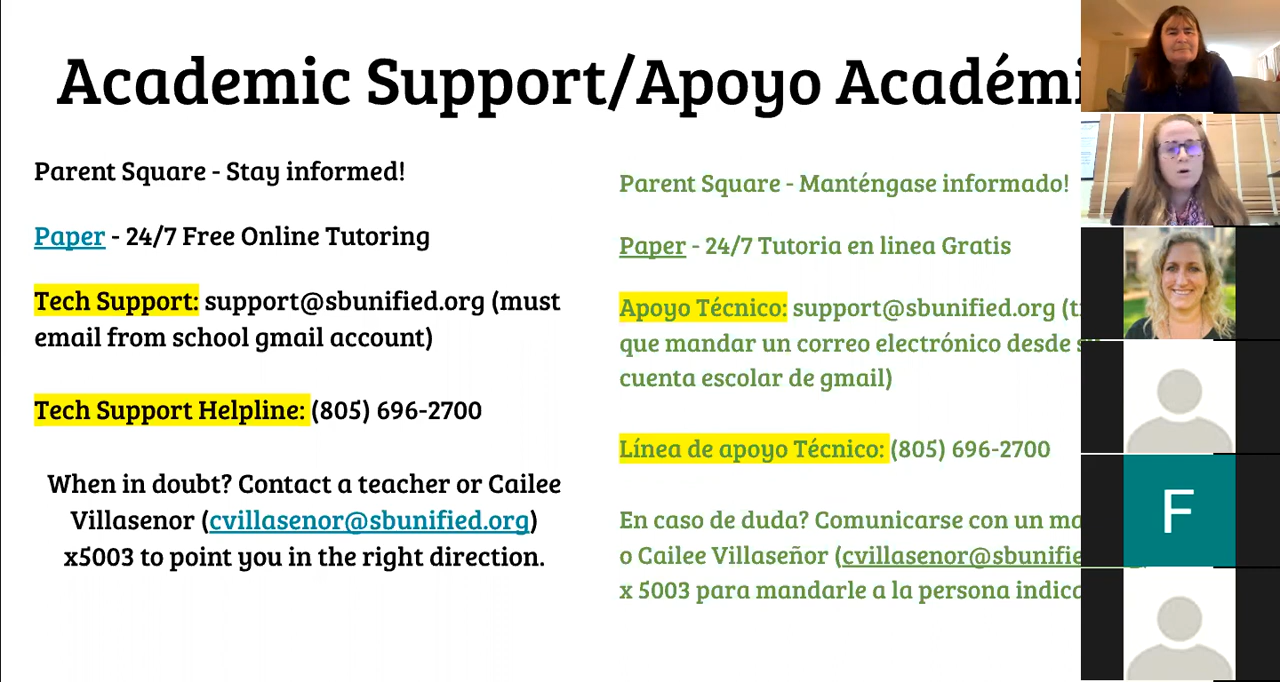 Academic Support/Apoyo
Parent Square - Stay informed!
Paper - 24/7 Free Online Tutoring
Tech Support: support@sbunified.org (must
email from school gmail account)
Tech Support Helpline: (805) 696-2700
When in doubt? Contact a teacher or Cailee
Villasenor (cvillasenor@sbunified.org)
x5003 to point you in the right direction.
Parent Square - Manténgase informado!
Paper - 24/7 Tutoria en linea Gratis
Apoyo Técnico: support@sbunified.org
que mandar un correo electrónico desde
cuenta escolar de gmail)
Línea de apoyo Técnico: (805) 696-2700
En caso de duda? Comunicarse con un
o Cailee Villaseñor
x 5003 para mandarle a la persona
F